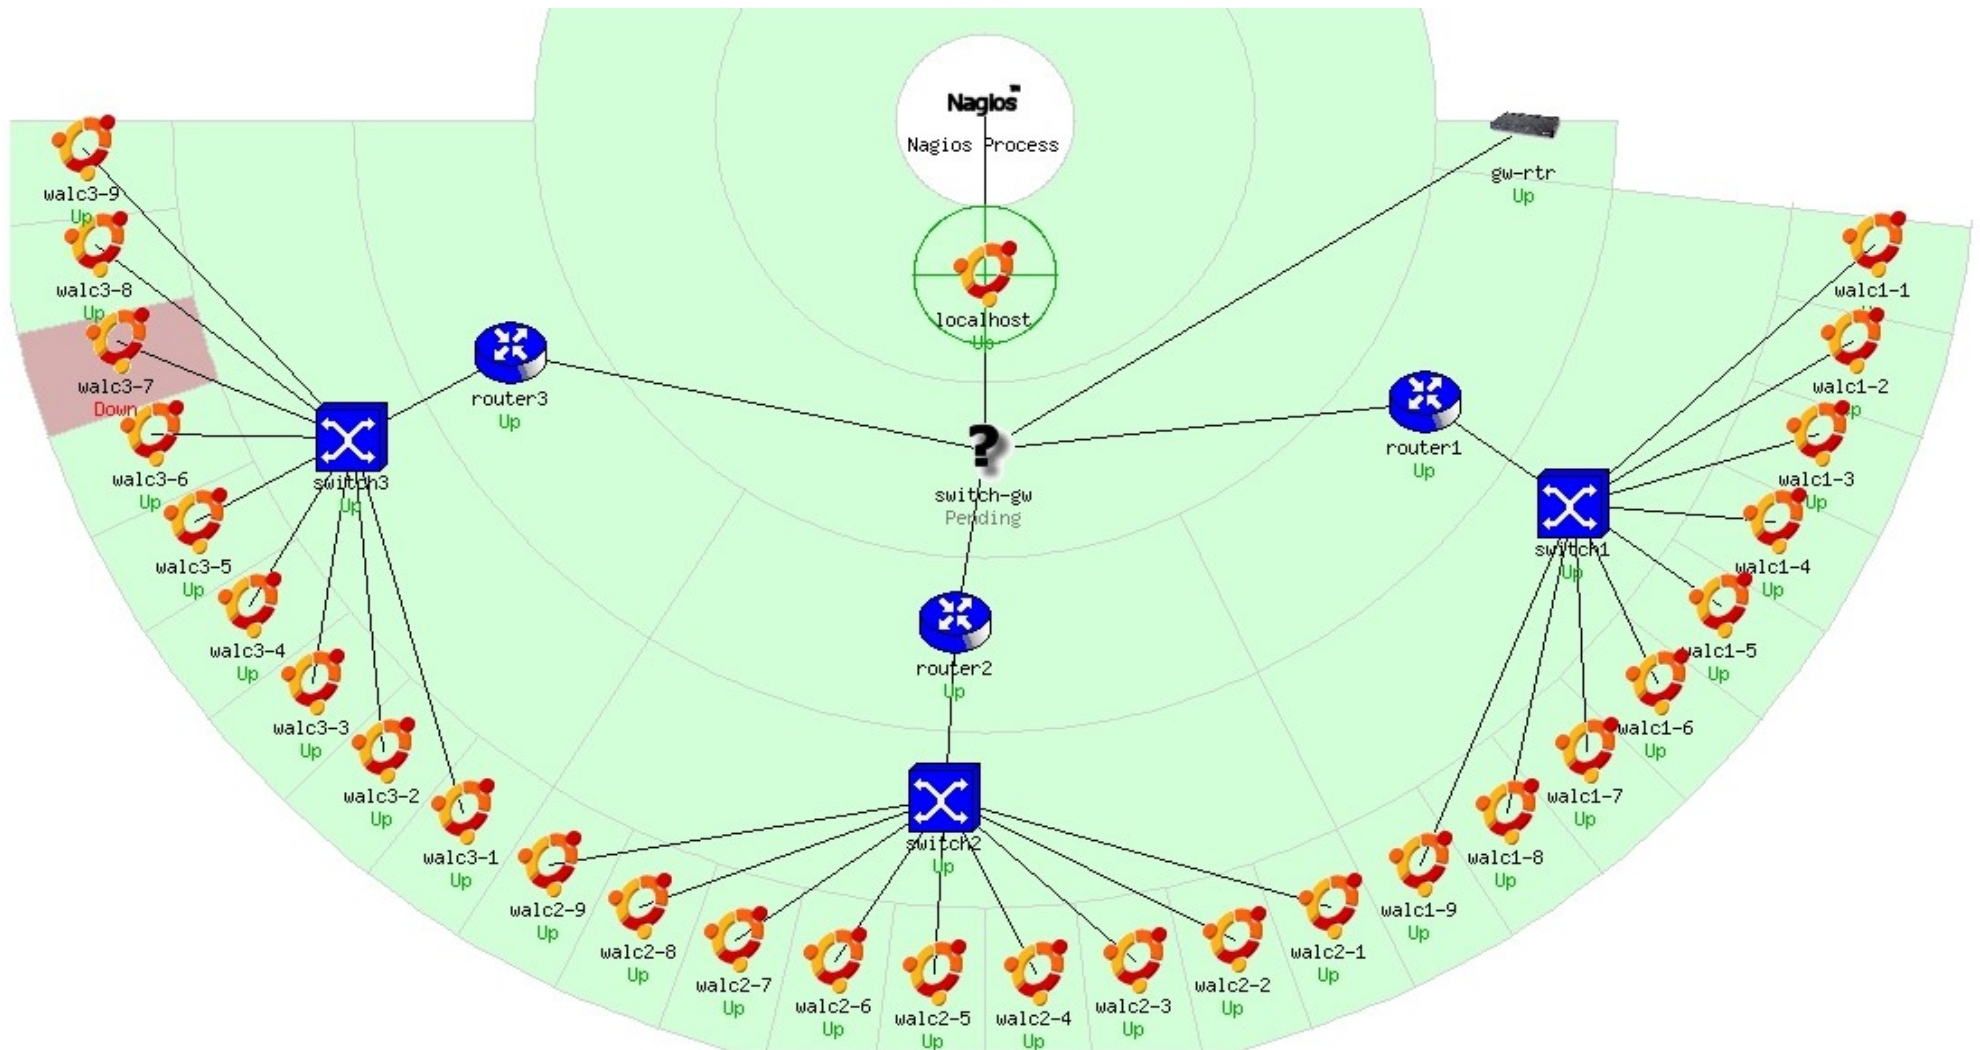 Nagios™
Nagios Process
localhost
Up
gw-rtr
Up
switch-gw
Pending
router3
Up
router1
Up
router2
Up
switch3
Up
switch1
Up
switch2
Up
walc3-9
Up
walc3-8
Up
walc3-7
Down
walc3-6
Up
walc3-5
Up
walc3-4
Up
walc3-3
Up
walc3-2
Up
walc3-1
Up
walc2-9
Up
walc2-8
Up
walc2-7
Up
walc2-6
Up
walc2-5
Up
walc2-4
Up
walc2-3
Up
walc2-2
Up
walc2-1
Up
walc1-9
Up
walc1-8
Up
walc1-7
Up
walc1-6
Up
walc1-5
Up
walc1-4
Up
walc1-3
Up
walc1-2
Up
walc1-1